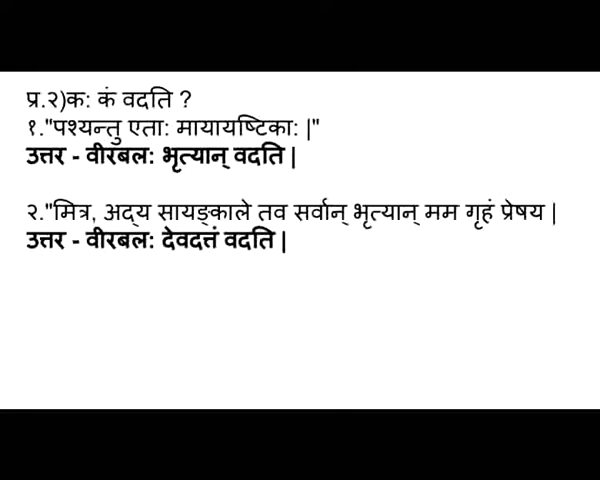 प्र.२)क: कं वदति ?
१."पश्यन्तु एता: मायायष्टिका: |"
उत्तर - वीरबल: भृत्यान् वदति |
२."मित्र, अद्य सायङ्काले तव सर्वान् भृत्यान् मम गृहं प्रेषय |
उत्तर - वीरबल: देवदत्तं वदति |